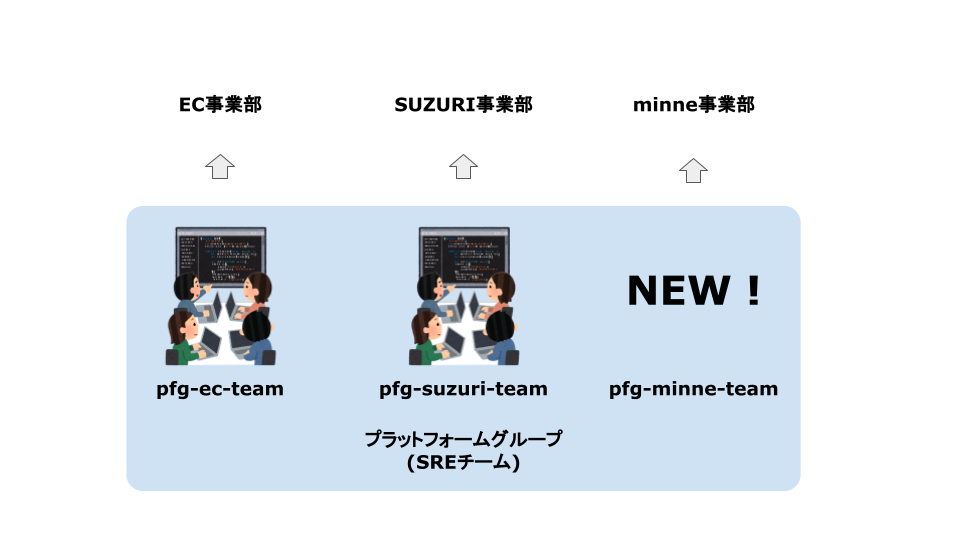 EC事業部
SUZURI事業部
minne事業部
NEW！
pfg-ec-team
pfg-suzuri-team
pfg-minne-team
プラットフォームグループ
(SREチーム)